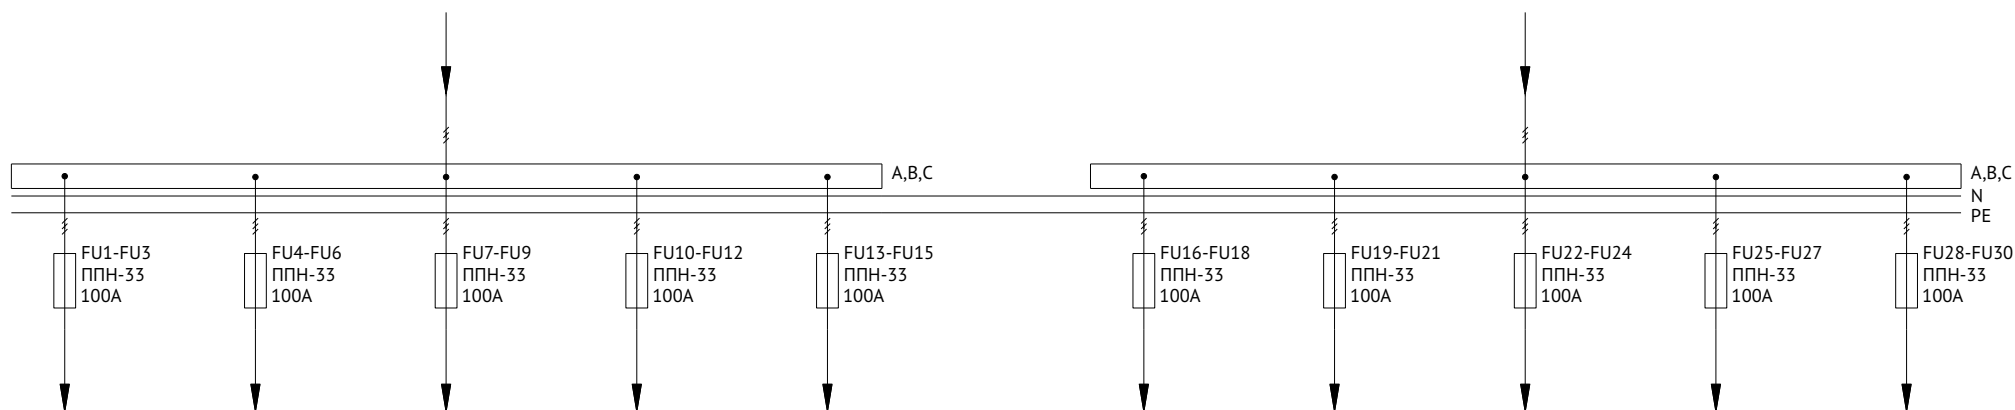 A,B,C
A,B,C
N
PE
FU1-FU3
ППН-33
100А
FU4-FU6
ППН-33
100А
FU7-FU9
ППН-33
100А
FU10-FU12
ППН-33
100А
FU13-FU15
ППН-33
100А
FU16-FU18
ППН-33
100А
FU19-FU21
ППН-33
100А
FU22-FU24
ППН-33
100А
FU25-FU27
ППН-33
100А
FU28-FU30
ППН-33
100А